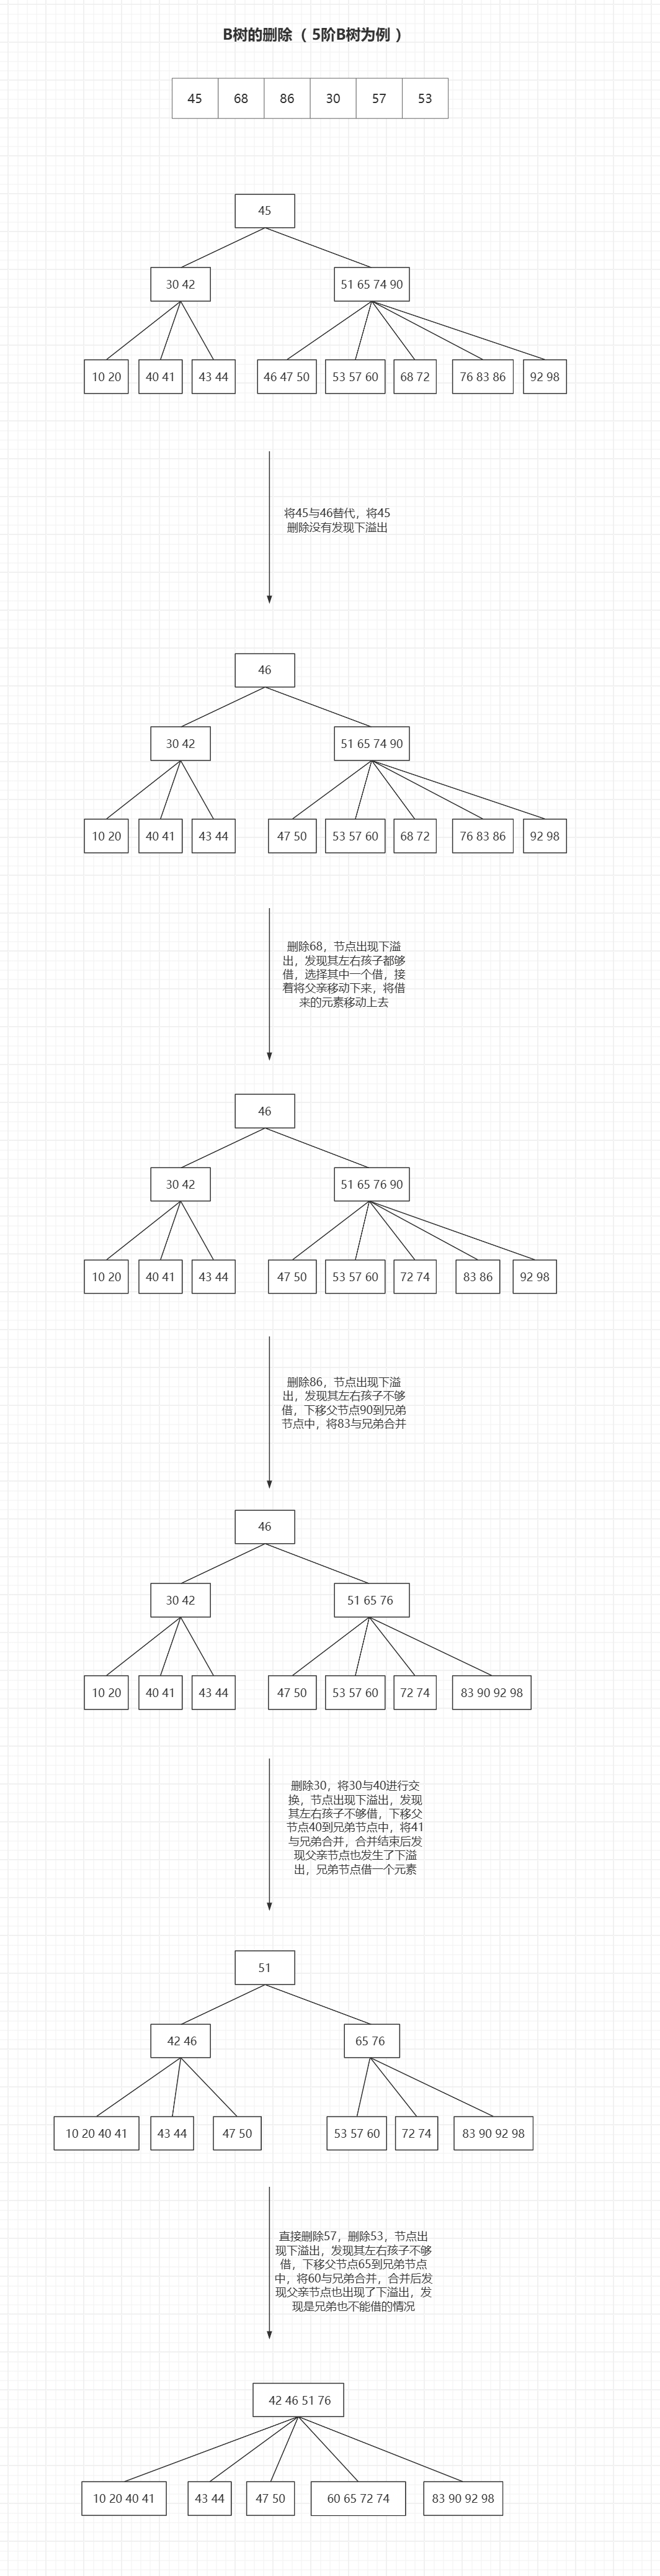 B树的删除（ 5阶B树为例 ）
45 68 86 30 57 53
45
30 42 51 65 74 90
10 20 40 41 43 44 46 47 50 53 57 60 68 72 76 83 86 92 98
将45与46替代，将45
删除没有发现下溢出
46
30 42 51 65 74 90
10 20 40 41 43 44 47 50 53 57 60 68 72 76 83 86 92 98
删除68，节点出现下溢
出，发现其左右孩子都够
借，选择其中一个借，接
着将父亲移动下来，将借
来的元素移动上去
46
30 42 51 65 76 90
10 20 40 41 43 44 47 50 53 57 60 72 74 83 86 92 98
删除86，节点出现下溢
出，发现其左右孩子不够
借，下移父节点90到兄弟
节点中，将83与兄弟合并
46
30 42 51 65 76
10 20 40 41 43 44 47 50 53 57 60 72 74 83 90 92 98
删除30，将30与40进行交
换，节点出现下溢出，发现
其左右孩子不够借，下移父
节点40到兄弟节点中，将41
与兄弟合并，合并结束后发
现父亲节点也发生了下溢
出，兄弟节点借一个元素
51
42 46 65 76
10 20 40 41 43 44 47 50 53 57 60 72 74 83 90 92 98
直接删除57，删除53，节点出
现下溢出，发现其左右孩子不够
借，下移父节点65到兄弟节点
中，将60与兄弟合并，合并后发
现父亲节点也出现了下溢出，发
现是兄弟也不能借的情况
42 46 51 76
10 20 40 41 43 44 47 50 60 65 72 74 83 90 92 98